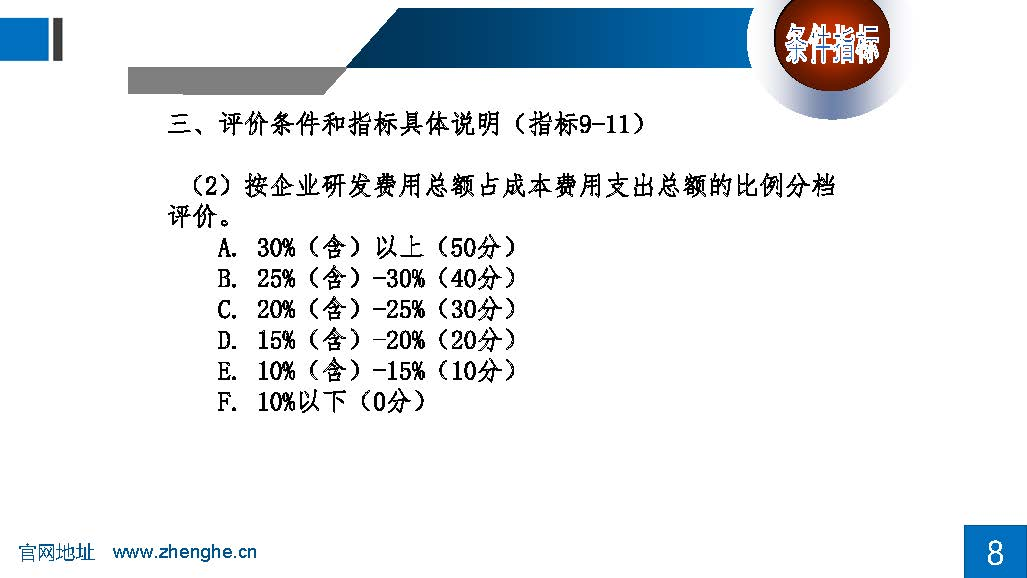 条件指标
三、评价条件和指标具体说明（指标9-11）
（2）按企业研发费用总额占成本费用支出总额的比例分档
评价。
A. 30%（含）以上（50分）
B. 25%（含）-30%（40分）
C. 20%（含）-25%（30分）
D. 15%（含）-20%（20分）
E. 10%（含）-15%（10分）
F. 10%以下（0分）
官网地址 www.zhenghe.cn
8